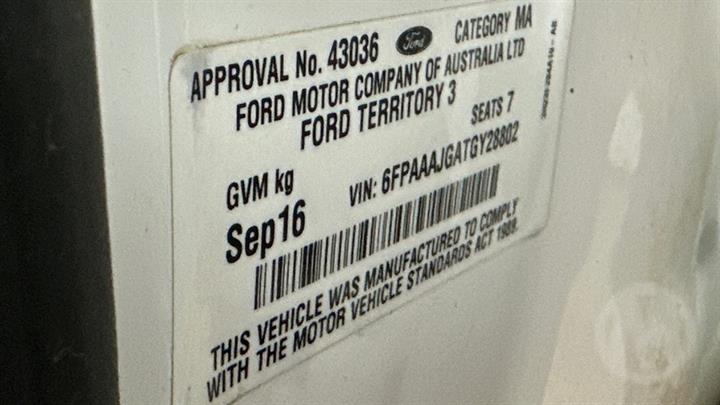 APPROVAL No. 43036 Ford CATEGORY MA
FORD MOTOR COMPANY OF AUSTRALIA LTD
FORD TERRITORY 3
SEATS 7
GVM kg
VIN: 6FPAAAJGATGY28802
Sep16
THIS VEHICLE WAS MANUFACTURED TO COMPLY
WITH THE MOTOR VEHICLE STANDARDS ACT 1989.